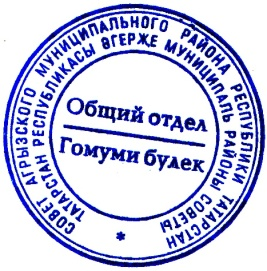 СОВЕТ АГРЫЗСКОГО МУНИЦИПАЛЬНОГО РАЙОНА РЕСПУБЛИКИ ТАТАРСТАН
ТАТАРСТАН РЕСПУБЛИКАСЫ ӘГЕРҖЕ МУНИЦИПАЛЬ РАЙОНЫ СОВЕТЫ
Общий отдел
Гомуми бүлек
*